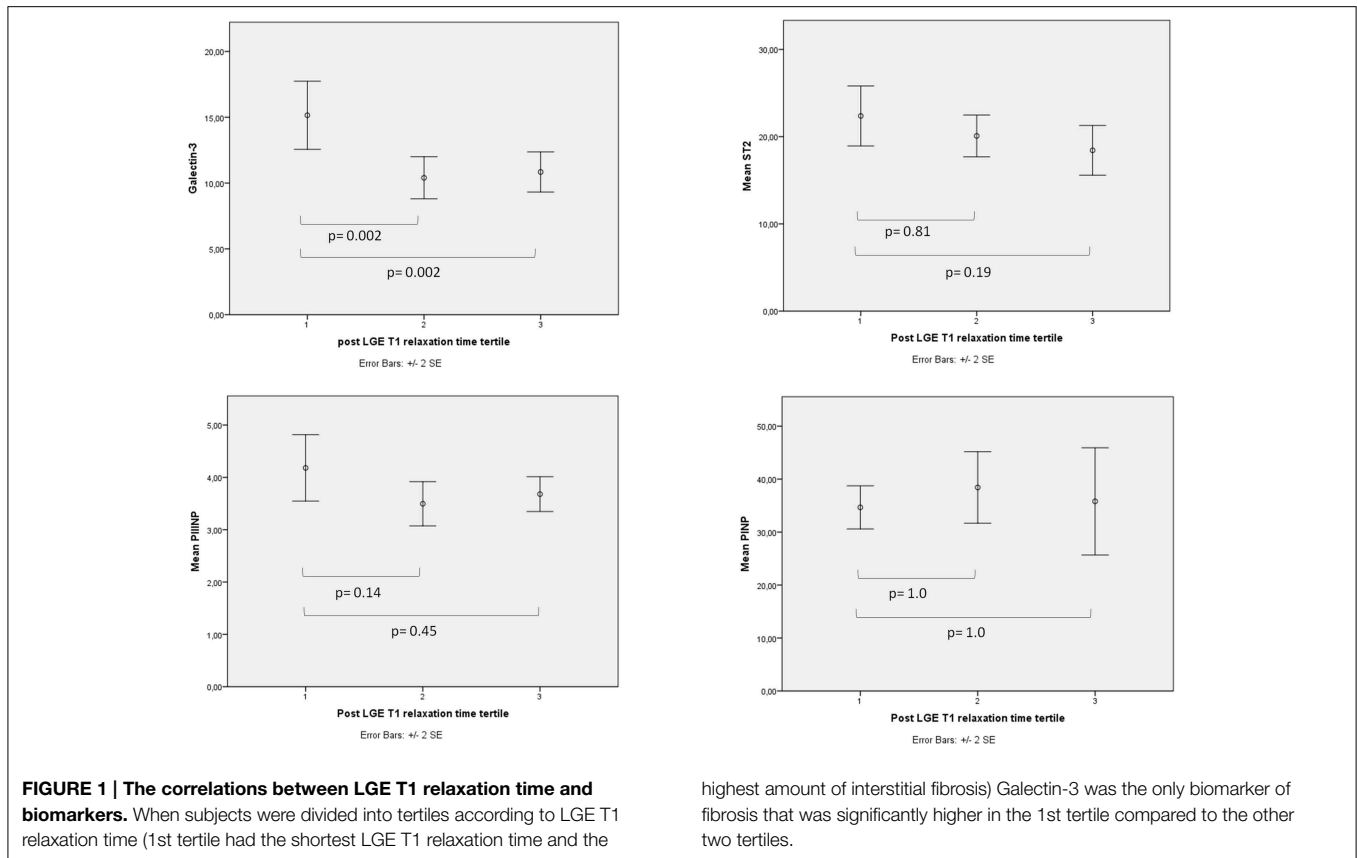 20,00
15,00
10,00
5,00
0,00
Galectin-3
p= 0.002
p= 0.002
1 2 3
post LGE T1 relaxation time tertile
Error Bars: +/- 2 SE
30,00
20,00
10,00
0,00
Mean ST2
p= 0.81
p= 0.19
1 2 3
Post LGE T1 relaxation time tertile
Error Bars: +/- 2 SE
5,00
4,00
3,00
2,00
1,00
0,00
Mean PIIINP
p= 0.14
p= 0.45
1 2 3
Post LGE T1 relaxation time tertile
Error Bars: +/- 2 SE
50,00
40,00
30,00
20,00
10,00
0,00
Mean PINP
p= 1.0
p= 1.0
1 2 3
Post LGE T1 relaxation time tertile
Error Bars: +/- 2 SE
FIGURE 1 | The correlations between LGE T1 relaxation time and
biomarkers. When subjects were divided into tertiles according to LGE T1
relaxation time (1st tertile had the shortest LGE T1 relaxation time and the
highest amount of interstitial fibrosis) Galectin-3 was the only biomarker of
fibrosis that was significantly higher in the 1st tertile compared to the other
two tertiles.